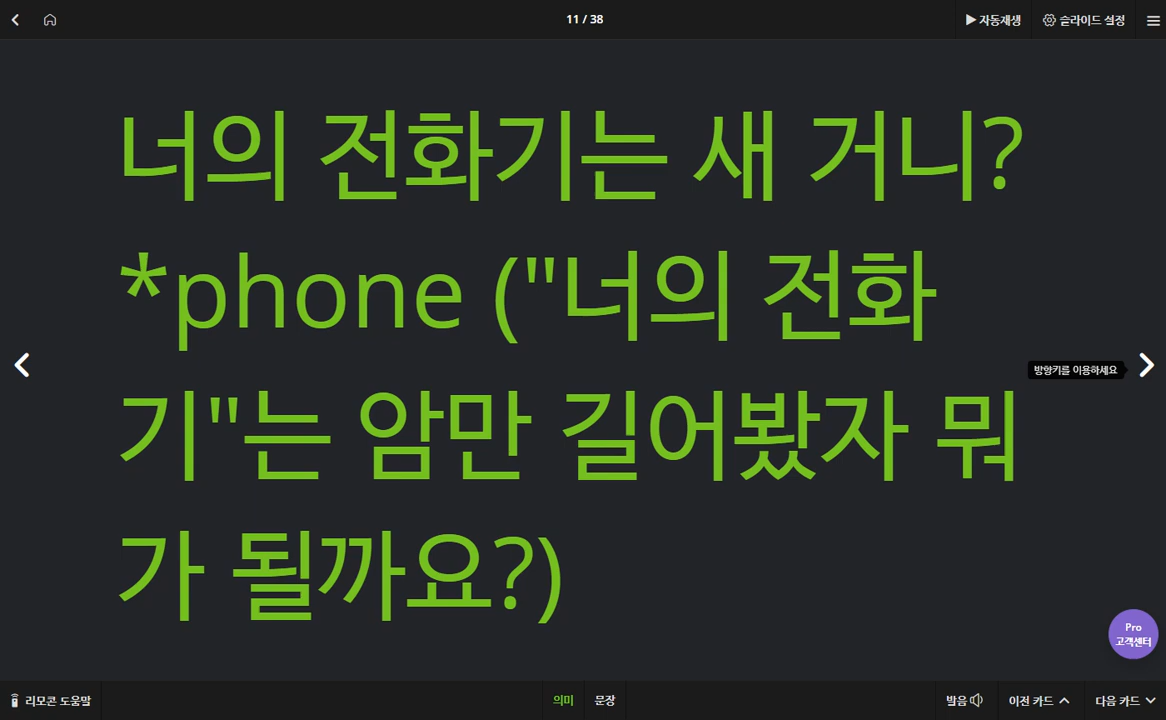 11 / 38
자동재생
슬라이드 설정
너의 전화기는 새 거니?
*phone ("너의 전화
기"는 암만 길어봤자 뭐
가 될까요?)
방향키를 이용하세요
Pro
고객센터
리모콘 도움말
의미
문장
발음
이전 카드
다음 카드